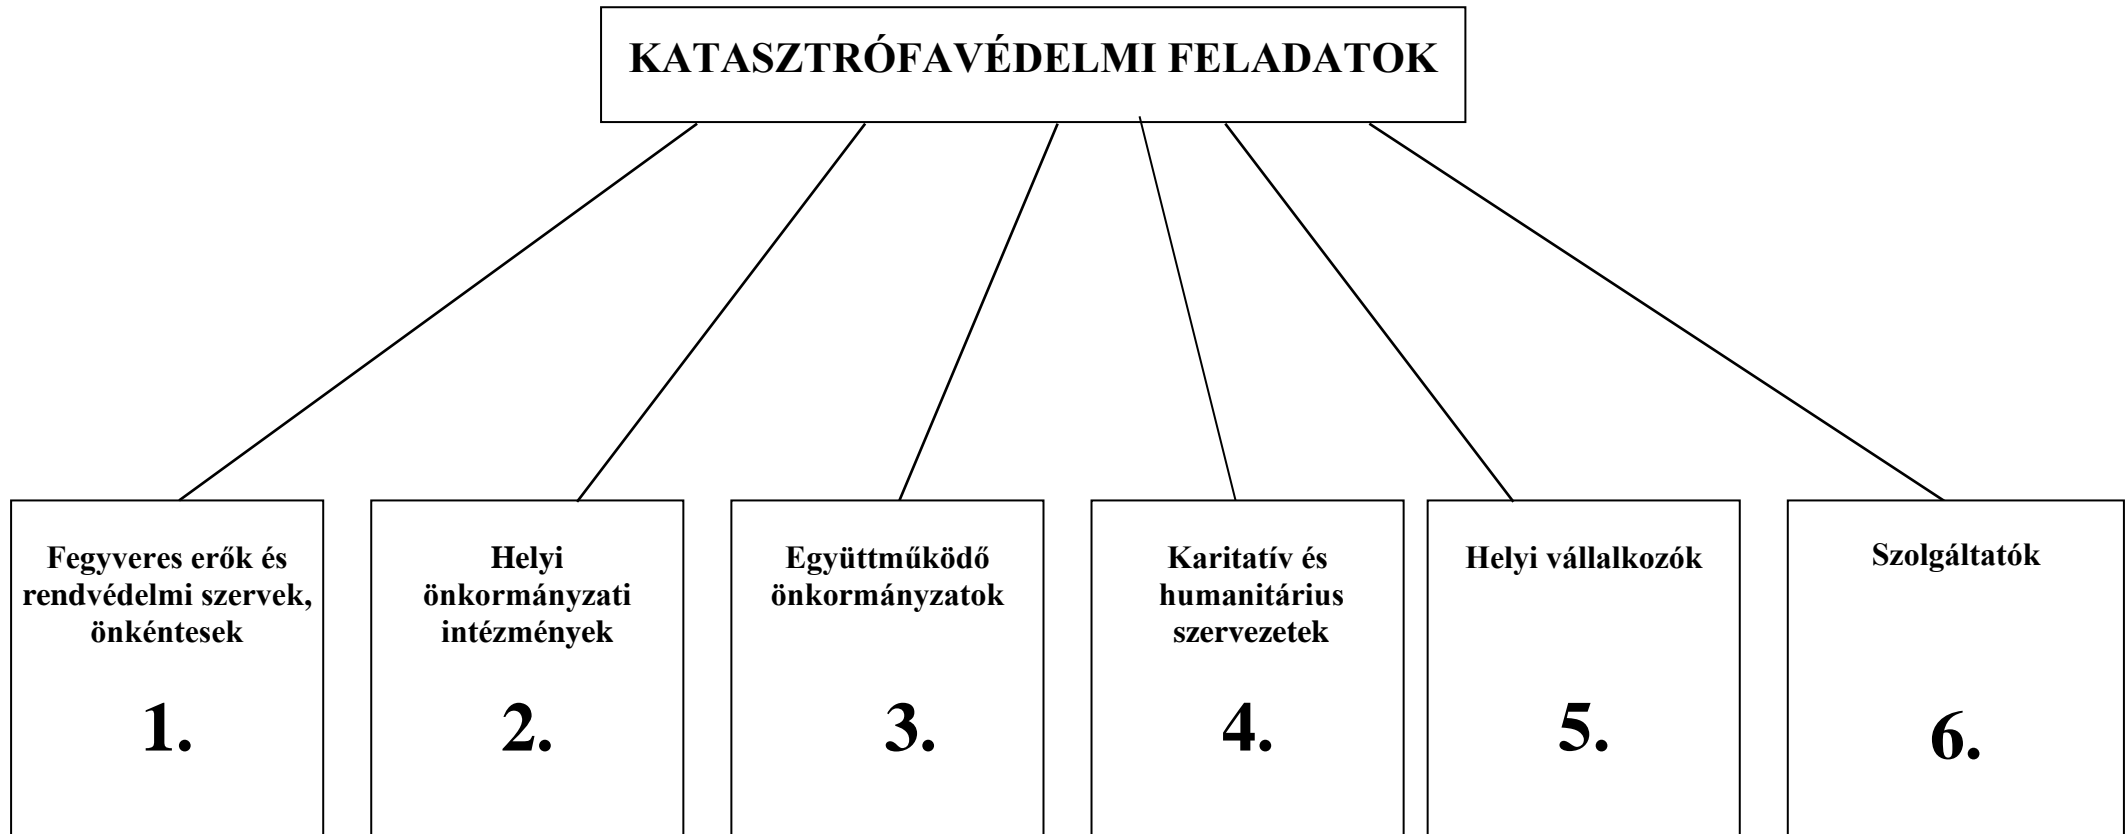 KATASZTRÓFAVÉDELMI FELADATOK
Fegyveres erők és
rendvédelmi szervek,
önkéntesek
1.
Helyi
önkormányzati
intézmények
2.
Együttműködő
önkormányzatok
3.
Karitatív és
humanitárius
szervezetek
4.
Helyi vállalkozók
5.
Szolgáltatók
6.